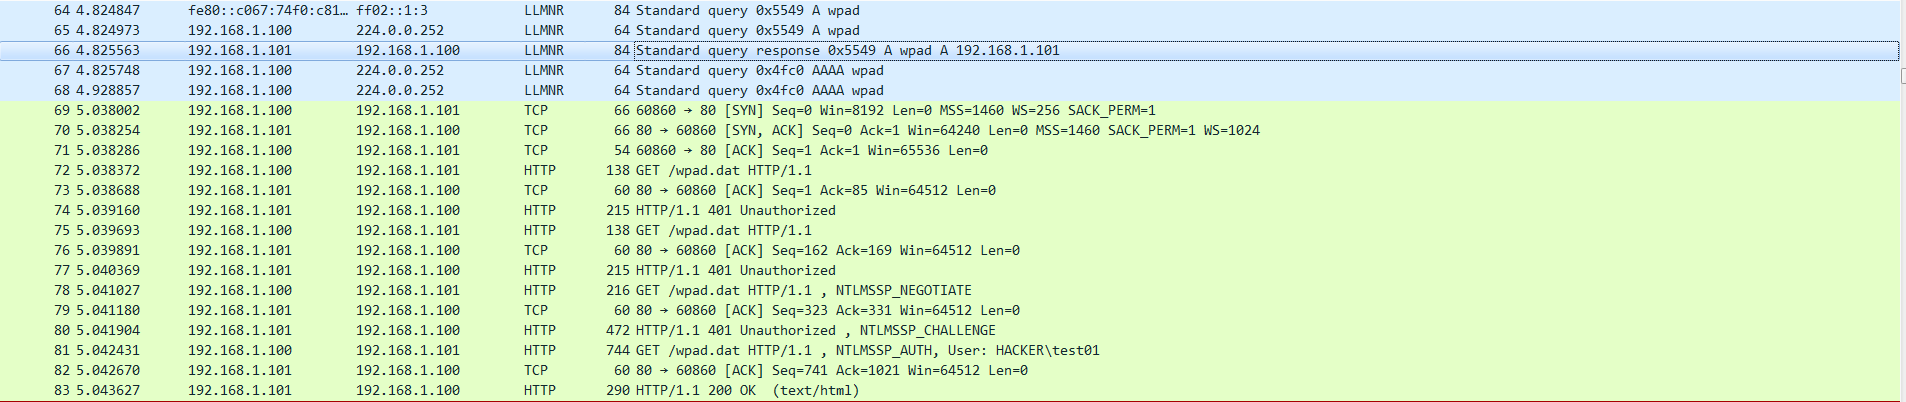 64 4.824847 fe80::c067:74f0:c81… ff02::1:3 LLMNR 84 Standard query 0x5549 A wpad
65 4.824973 192.168.1.100 224.0.0.252 LLMNR 64 Standard query 0x5549 A wpad
66 4.825563 192.168.1.101 192.168.1.100 LLMNR 84 Standard query response 0x5549 A wpad A 192.168.1.101
67 4.825748 192.168.1.100 224.0.0.252 LLMNR 64 Standard query 0x4fc0 AAAA wpad
68 4.928857 192.168.1.100 224.0.0.252 LLMNR 64 Standard query 0x4fc0 AAAA wpad
69 5.038002 192.168.1.100 192.168.1.101 TCP 66 60860 → 80 [SYN] Seq=0 Win=8192 Len=0 MSS=1460 WS=256 SACK_PERM=1
70 5.038254 192.168.1.101 192.168.1.100 TCP 66 80 → 60860 [SYN, ACK] Seq=0 Ack=1 Win=64240 Len=0 MSS=1460 SACK_PERM=1 WS=1024
71 5.038286 192.168.1.100 192.168.1.101 TCP 54 60860 → 80 [ACK] Seq=1 Ack=1 Win=65536 Len=0
72 5.038372 192.168.1.100 192.168.1.101 HTTP 138 GET /wpad.dat HTTP/1.1
73 5.038688 192.168.1.101 192.168.1.100 TCP 60 80 → 60860 [ACK] Seq=1 Ack=85 Win=64512 Len=0
74 5.039160 192.168.1.101 192.168.1.100 HTTP 215 HTTP/1.1 401 Unauthorized
75 5.039693 192.168.1.100 192.168.1.101 HTTP 138 GET /wpad.dat HTTP/1.1
76 5.039891 192.168.1.101 192.168.1.100 TCP 60 80 → 60860 [ACK] Seq=162 Ack=169 Win=64512 Len=0
77 5.040369 192.168.1.101 192.168.1.100 HTTP 215 HTTP/1.1 401 Unauthorized
78 5.041027 192.168.1.100 192.168.1.101 HTTP 216 GET /wpad.dat HTTP/1.1 , NTLMSSP_NEGOTIATE
79 5.041180 192.168.1.101 192.168.1.100 TCP 60 80 → 60860 [ACK] Seq=323 Ack=331 Win=64512 Len=0
80 5.041904 192.168.1.101 192.168.1.100 HTTP 472 HTTP/1.1 401 Unauthorized , NTLMSSP_CHALLENGE
81 5.042431 192.168.1.100 192.168.1.101 HTTP 744 GET /wpad.dat HTTP/1.1 , NTLMSSP_AUTH, User: HACKER\test01
82 5.042670 192.168.1.101 192.168.1.100 TCP 60 80 → 60860 [ACK] Seq=741 Ack=1021 Win=64512 Len=0
83 5.043627 192.168.1.101 192.168.1.100 HTTP 290 HTTP/1.1 200 OK  (text/html)